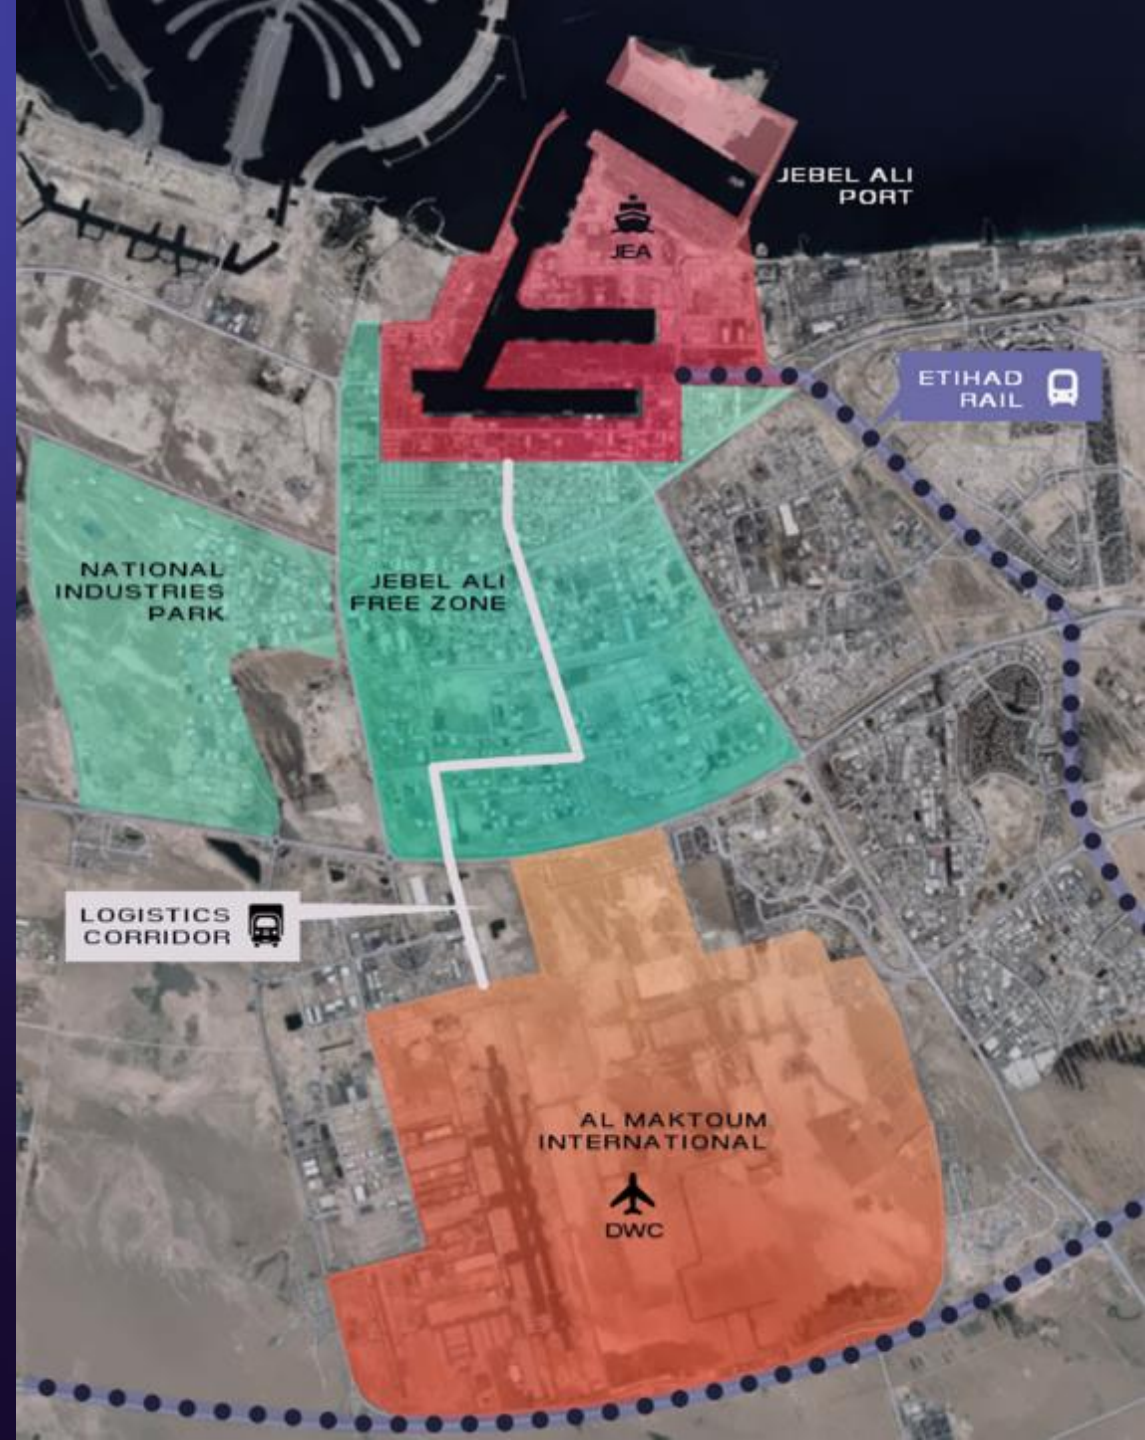 JEBEL ALI
PORT
JEA
ETIHAD
RAIL
NATIONAL
INDUSTRIES
PARK
JEBEL ALI
FREE ZONE
LOGISTICS
CORRIDOR
AL MAKTOUM
INTERNATIONAL
DWC